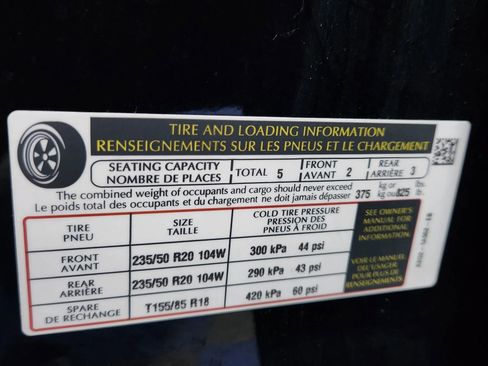 TIRE AND LOADING INFORMATION
RENSEIGNEMENTS SUR LES PNEUS ET LE CHARGEMENT
SEATING CAPACITY
NOMBRE DE PLACES
TOTAL 5
FRONT
AVANT 2
REAR
ARRIÈRE 3
The combined weight of occupants and cargo should never exceed
Le poids total des occupants et du chargement ne doit jamais dépasser
375 kg or
kg ou 825 lbs.
lb.
TIRE
PNEU
SIZE
TAILLE
COLD TIRE PRESSURE
PRESSION DES
PNEUS À FROID
SEE OWNER'S
MANUAL FOR
ADDITIONAL
INFORMATION.
FRONT
AVANT
235/50 R20 104W
300 kPa 44 psi
REAR
ARRIÈRE
235/50 R20 104W
290 kPa 43 psi
VOIR LE MANUEL
DE L'USAGER
POUR PLUS DE
RENSEIGNEMENTS.
SPARE
DE RECHANGE
T155/85 R18
420 kPa 60 psi